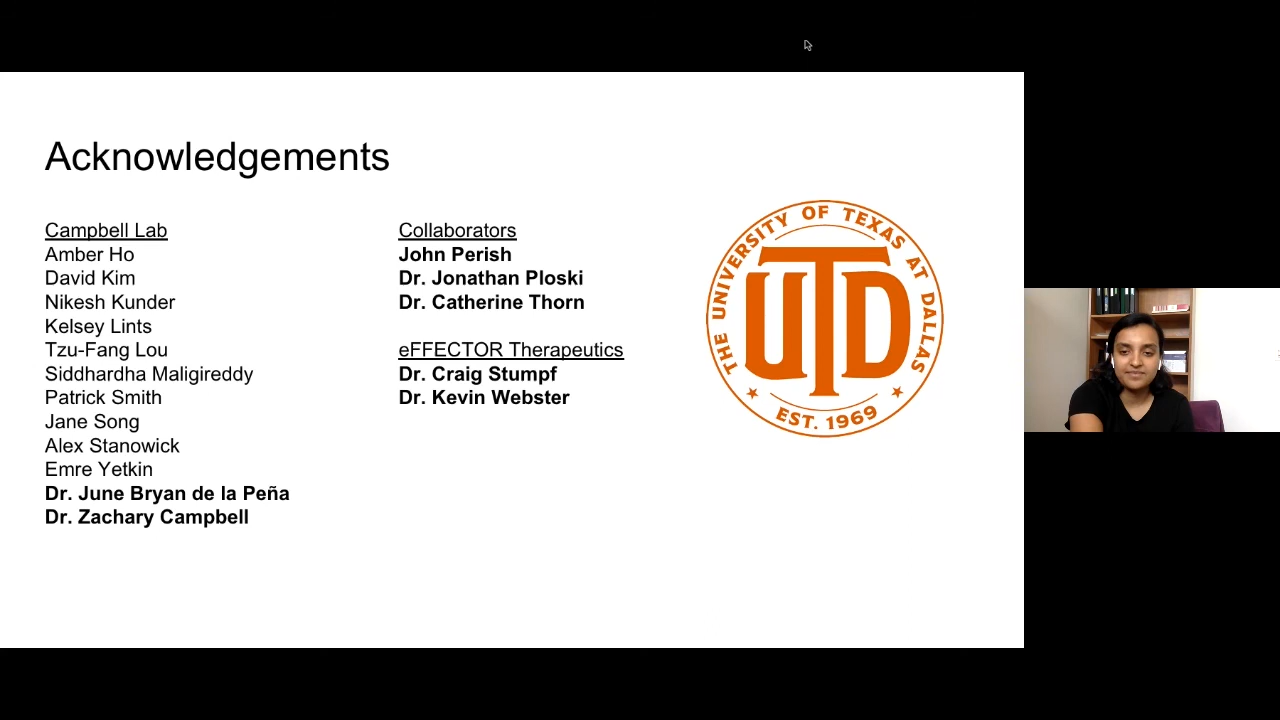 Acknowledgements
Campbell Lab
Amber Ho
David Kim
Nikesh Kunder
Kelsey Lints
Tzu-Fang Lou
Siddhardha Maligireddy
Patrick Smith
Jane Song
Alex Stanowick
Emre Yetkin
Dr. June Bryan de la Peña
Dr. Zachary Campbell
Collaborators
John Perish
Dr. Jonathan Ploski
Dr. Catherine Thorn
eFFECTOR Therapeutics
Dr. Craig Stumpf
Dr. Kevin Webster
THE UNIVERSITY OF TEXAS AT DALLAS
UTD
EST. 1969